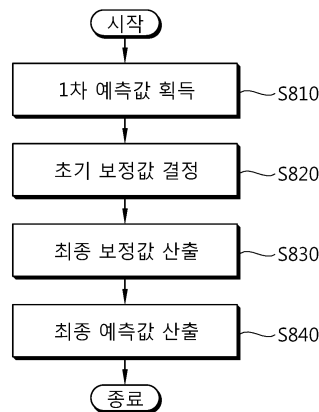 시작
1차 예측값 획득 S810
초기 보정값 결정 S820
최종 보정값 산출 S830
최종 예측값 산출 S840
종료